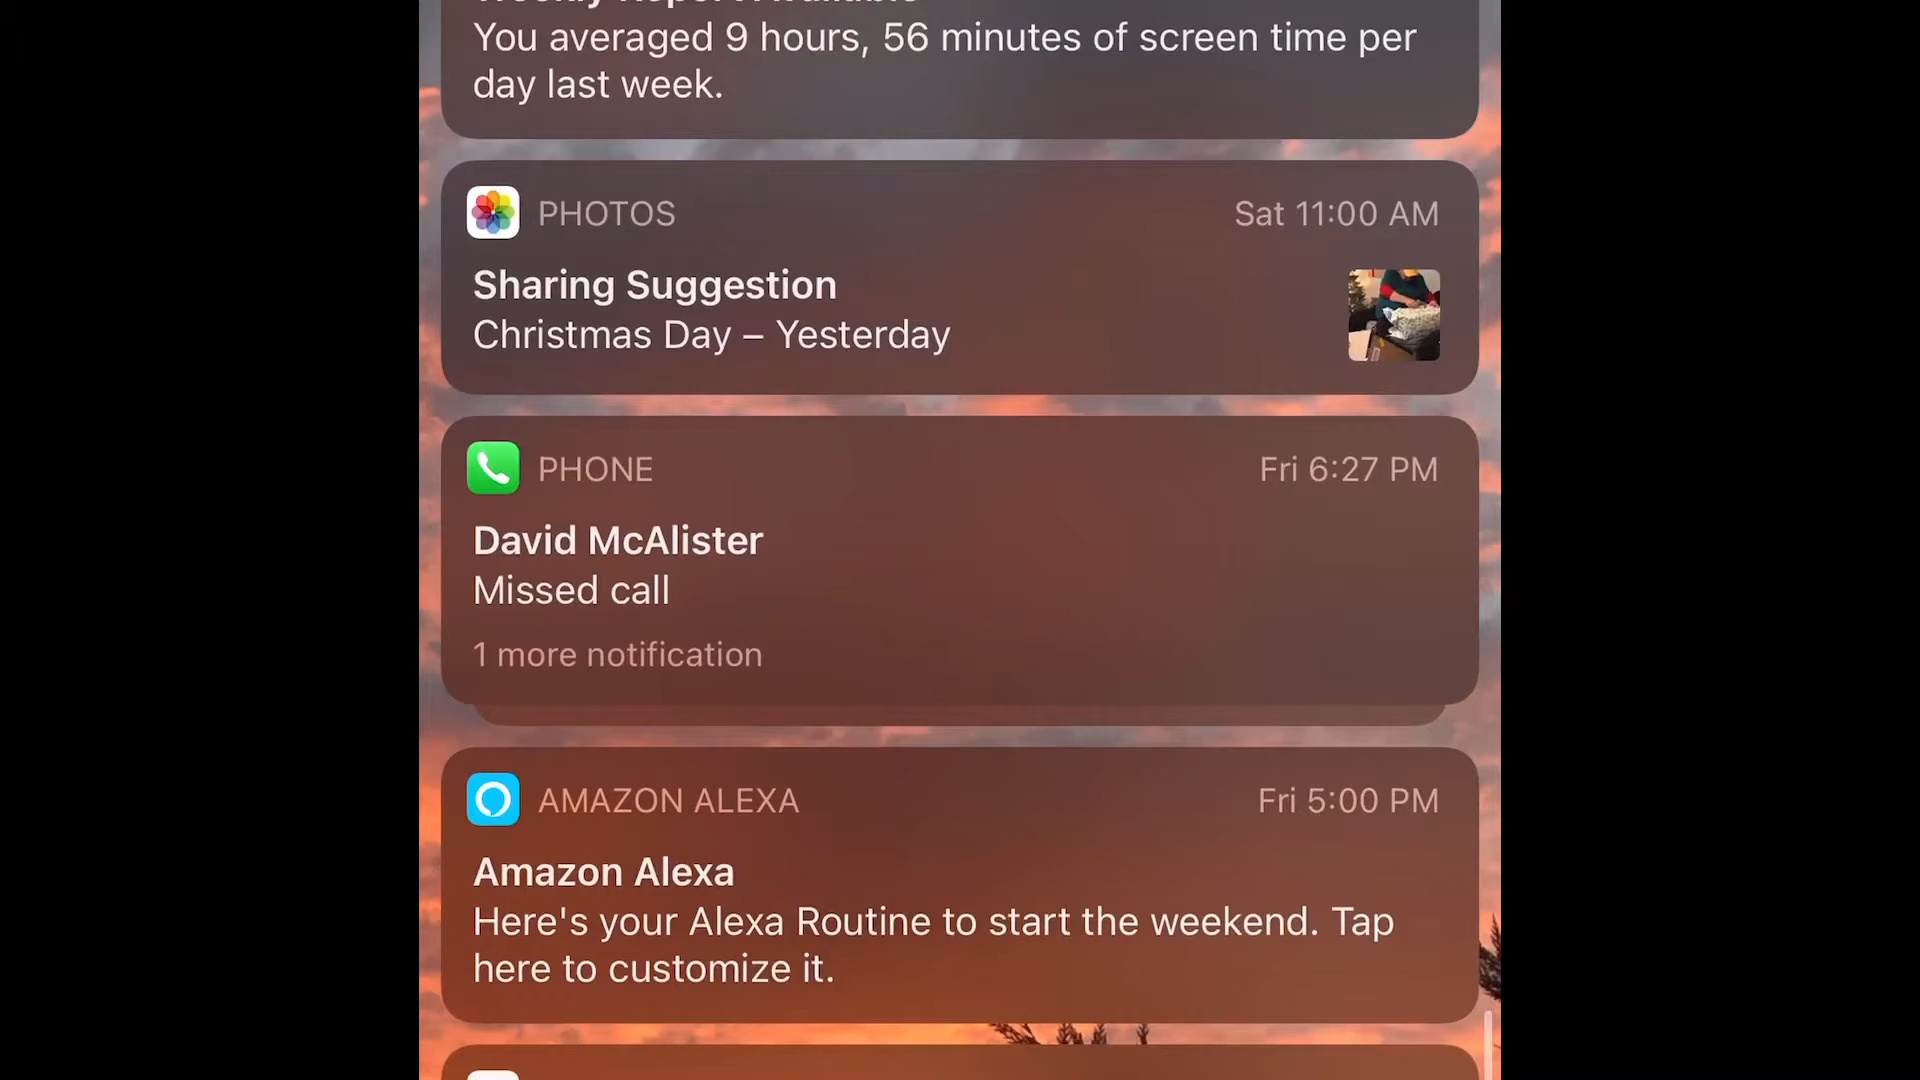 You averaged 9 hours, 56 minutes of screen time per
day last week.
PHOTOS
Sat 11:00 AM
Sharing Suggestion
Christmas Day – Yesterday
PHONE
Fri 6:27 PM
David McAlister
Missed call
1 more notification
AMAZON ALEXA
Fri 5:00 PM
Amazon Alexa
Here's your Alexa Routine to start the weekend. Tap
here to customize it.